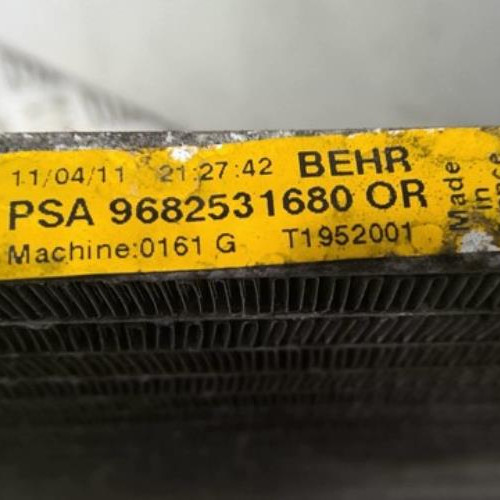 11/04/11 21:27:42 BEHR
PSA 9682531680 OR
Machine:0161 G T1952001
Made
in